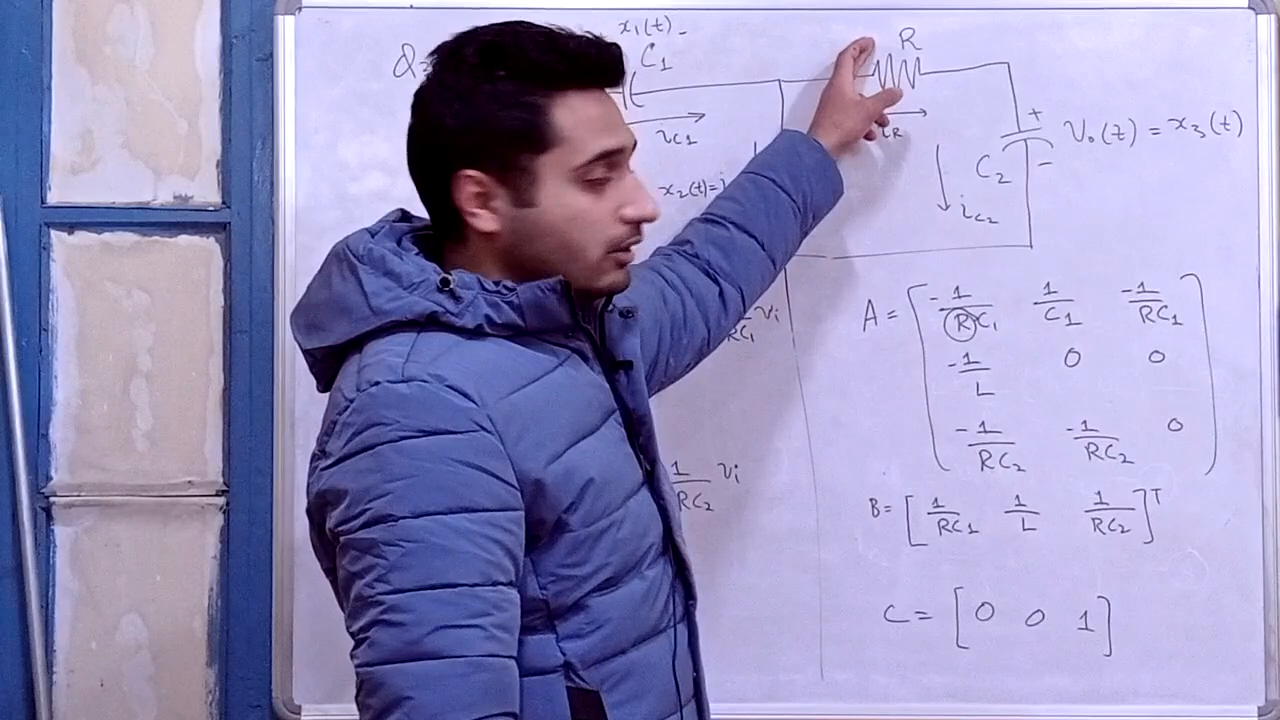 x₁(t)
Q=
C₁
R
i_C1
i_R
+
V₀(t) = x₃(t)
C₂
-
x₂(t)=i
i_C2
A = [ -1/RC₁ 1/C₁ -1/RC₁
-1/L 0 0
-1/RC₂ -1/RC₂ 0 ]
/RC₁ vi
1/RC₂ vi
B = [ 1/RC₁ 1/L 1/RC₂ ]ᵀ
C = [ 0 0 1 ]